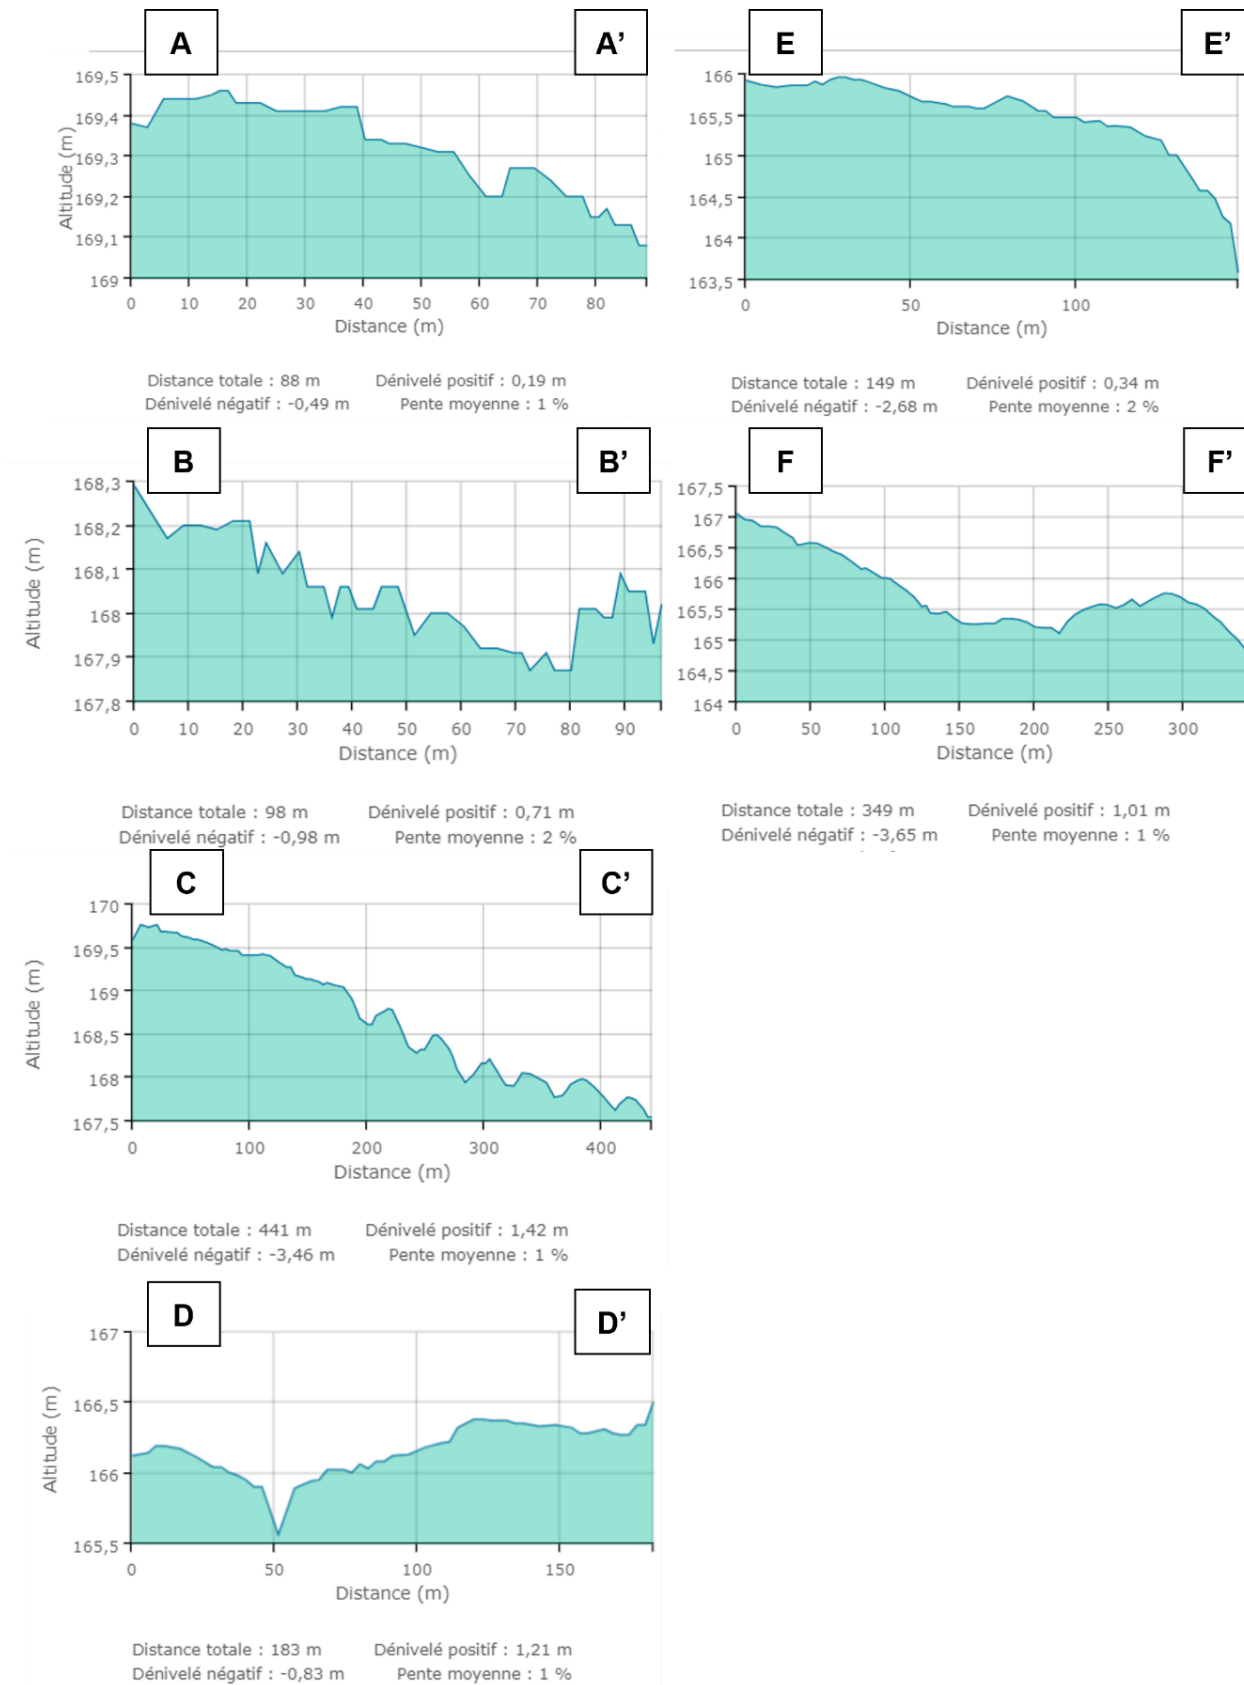 A
A'
169,5
169,4
169,3
169,2
169,1
169
Altitude (m)
0 10 20 30 40 50 60 70 80
Distance (m)
Distance totale : 88 m Dénivelé positif : 0,19 m
Dénivelé négatif : -0,49 m Pente moyenne : 1 %
E
E'
166
165,5
165
164,5
164
163,5
0 50 100
Distance (m)
Distance totale : 149 m Dénivelé positif : 0,34 m
Dénivelé négatif : -2,68 m Pente moyenne : 2 %
B
B'
168,3
168,2
168,1
168
167,9
167,8
Altitude (m)
0 10 20 30 40 50 60 70 80 90
Distance (m)
Distance totale : 98 m Dénivelé positif : 0,71 m
Dénivelé négatif : -0,98 m Pente moyenne : 2 %
F
F'
167,5
167
166,5
166
165,5
165
164,5
164
0 50 100 150 200 250 300
Distance (m)
Distance totale : 349 m Dénivelé positif : 1,01 m
Dénivelé négatif : -3,65 m Pente moyenne : 1 %
C
C'
170
169,5
169
168,5
168
167,5
Altitude (m)
0 100 200 300 400
Distance (m)
Distance totale : 441 m Dénivelé positif : 1,42 m
Dénivelé négatif : -3,46 m Pente moyenne : 1 %
D
D'
167
166,5
166
165,5
Altitude (m)
0 50 100 150
Distance (m)
Distance totale : 183 m Dénivelé positif : 1,21 m
Dénivelé négatif : -0,83 m Pente moyenne : 1 %